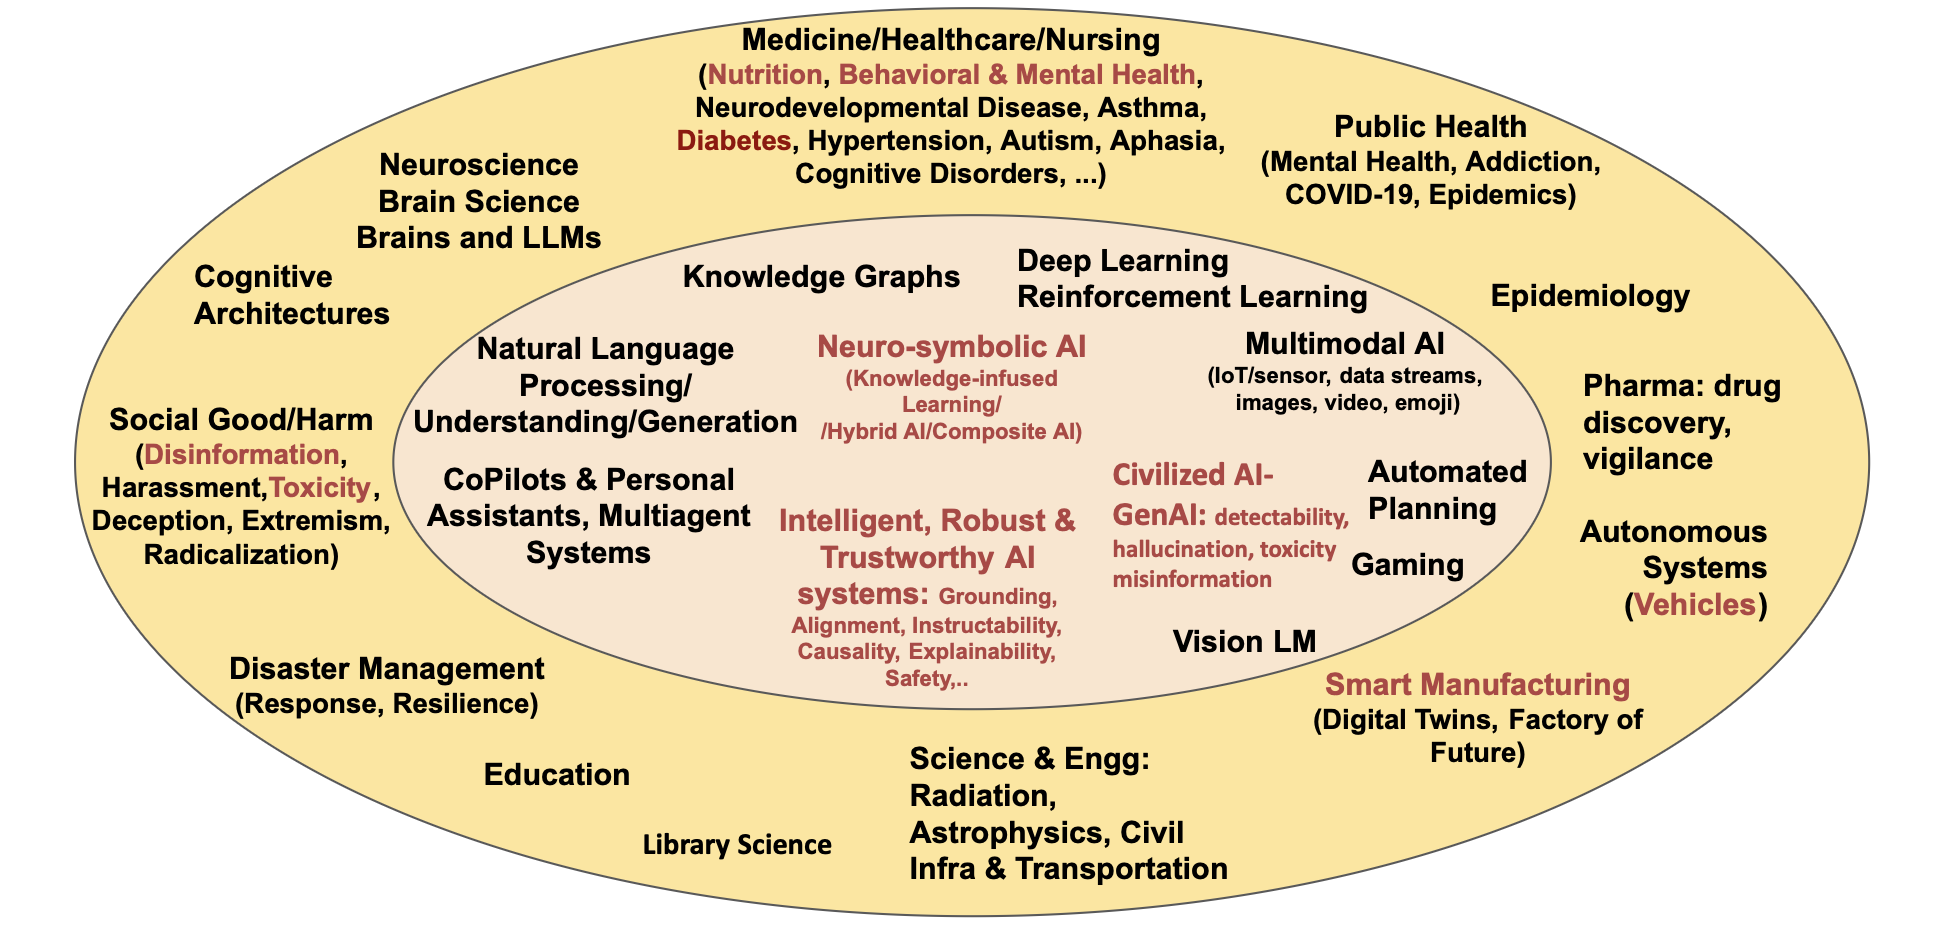 Medicine/Healthcare/Nursing
(Nutrition, Behavioral & Mental Health,
Neurodevelopmental Disease, Asthma,
Diabetes, Hypertension, Autism, Aphasia,
Cognitive Disorders, ...)
Public Health
(Mental Health, Addiction,
COVID-19, Epidemics)
Neuroscience
Brain Science
Brains and LLMs
Cognitive
Architectures
Knowledge Graphs
Deep Learning
Reinforcement Learning
Epidemiology
Natural Language
Processing/
Understanding/Generation
Neuro-symbolic AI
(Knowledge-infused
Learning/
/Hybrid AI/Composite AI)
Multimodal AI
(IoT/sensor, data streams,
images, video, emoji)
Pharma: drug
discovery,
vigilance
Social Good/Harm
(Disinformation,
Harassment,Toxicity,
Deception, Extremism,
Radicalization)
CoPilots & Personal
Assistants, Multiagent
Systems
Intelligent, Robust &
Trustworthy AI
systems: Grounding,
Alignment, Instructability,
Causality, Explainability,
Safety,..
Civilized AI-
GenAI: detectability,
hallucination, toxicity
misinformation
Automated
Planning
Gaming
Vision LM
Autonomous
Systems
(Vehicles)
Disaster Management
(Response, Resilience)
Smart Manufacturing
(Digital Twins, Factory of
Future)
Education
Library Science
Science & Engg:
Radiation,
Astrophysics, Civil
Infra & Transportation